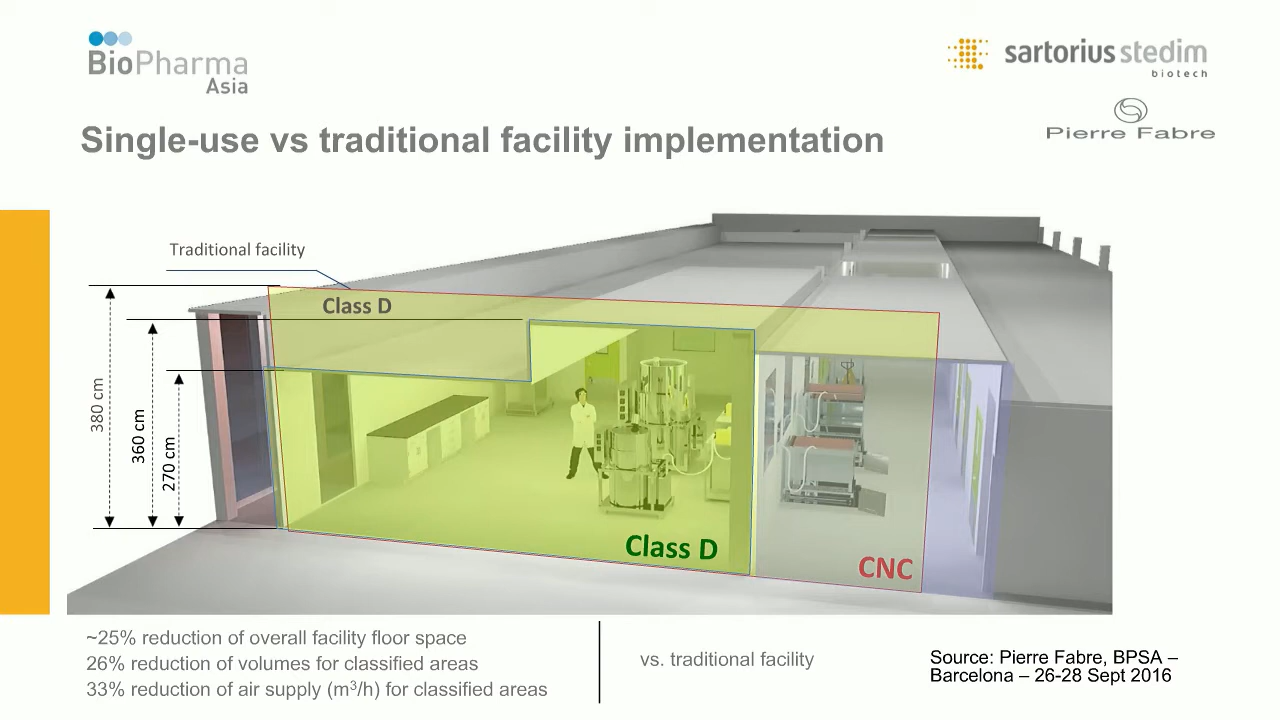 BioPharma
Asia
sartorius stedim
biotech
Pierre Fabre
Single-use vs traditional facility implementation
Traditional facility
Class D
380 cm
360 cm
270 cm
Class D
CNC
~25% reduction of overall facility floor space
26% reduction of volumes for classified areas
33% reduction of air supply (m³/h) for classified areas
vs. traditional facility
Source: Pierre Fabre, BPSA –
Barcelona – 26-28 Sept 2016